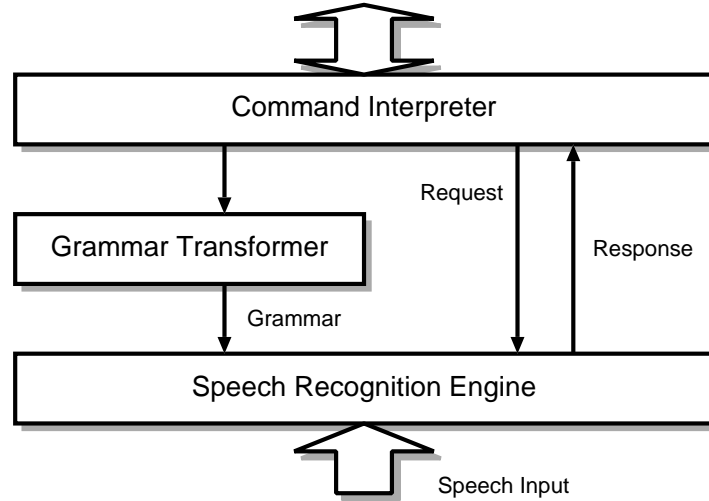 Command Interpreter
Request
Grammar Transformer
Response
Grammar
Speech Recognition Engine
Speech Input